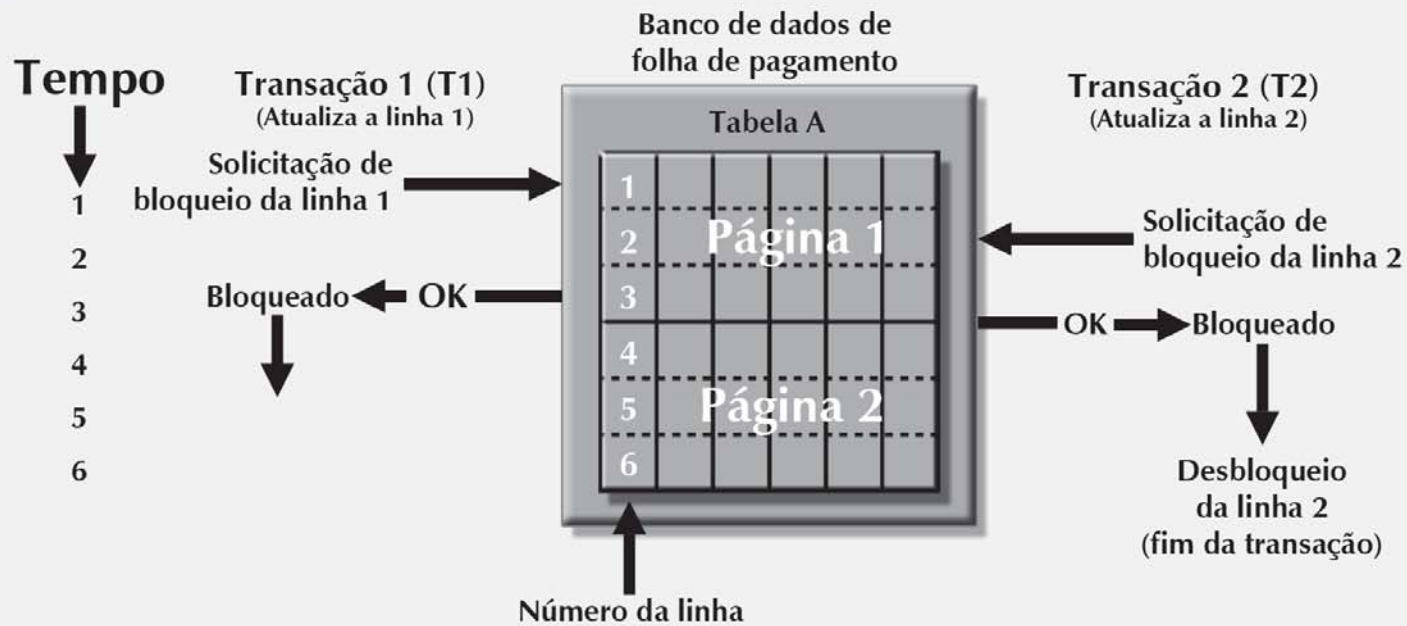 Banco de dados de
folha de pagamento
Tempo
Transação 1 (T1)
(Atualiza a linha 1)
Transação 2 (T2)
(Atualiza a linha 2)
Tabela A
Solicitação de
bloqueio da linha 1
Solicitação de
bloqueio da linha 2
1
2
3
4
5
6
Bloqueado
OK
1
2
3
4
5
6
Página 1
Página 2
OK
Bloqueado
Desbloqueio
da linha 2
(fim da transação)
Número da linha